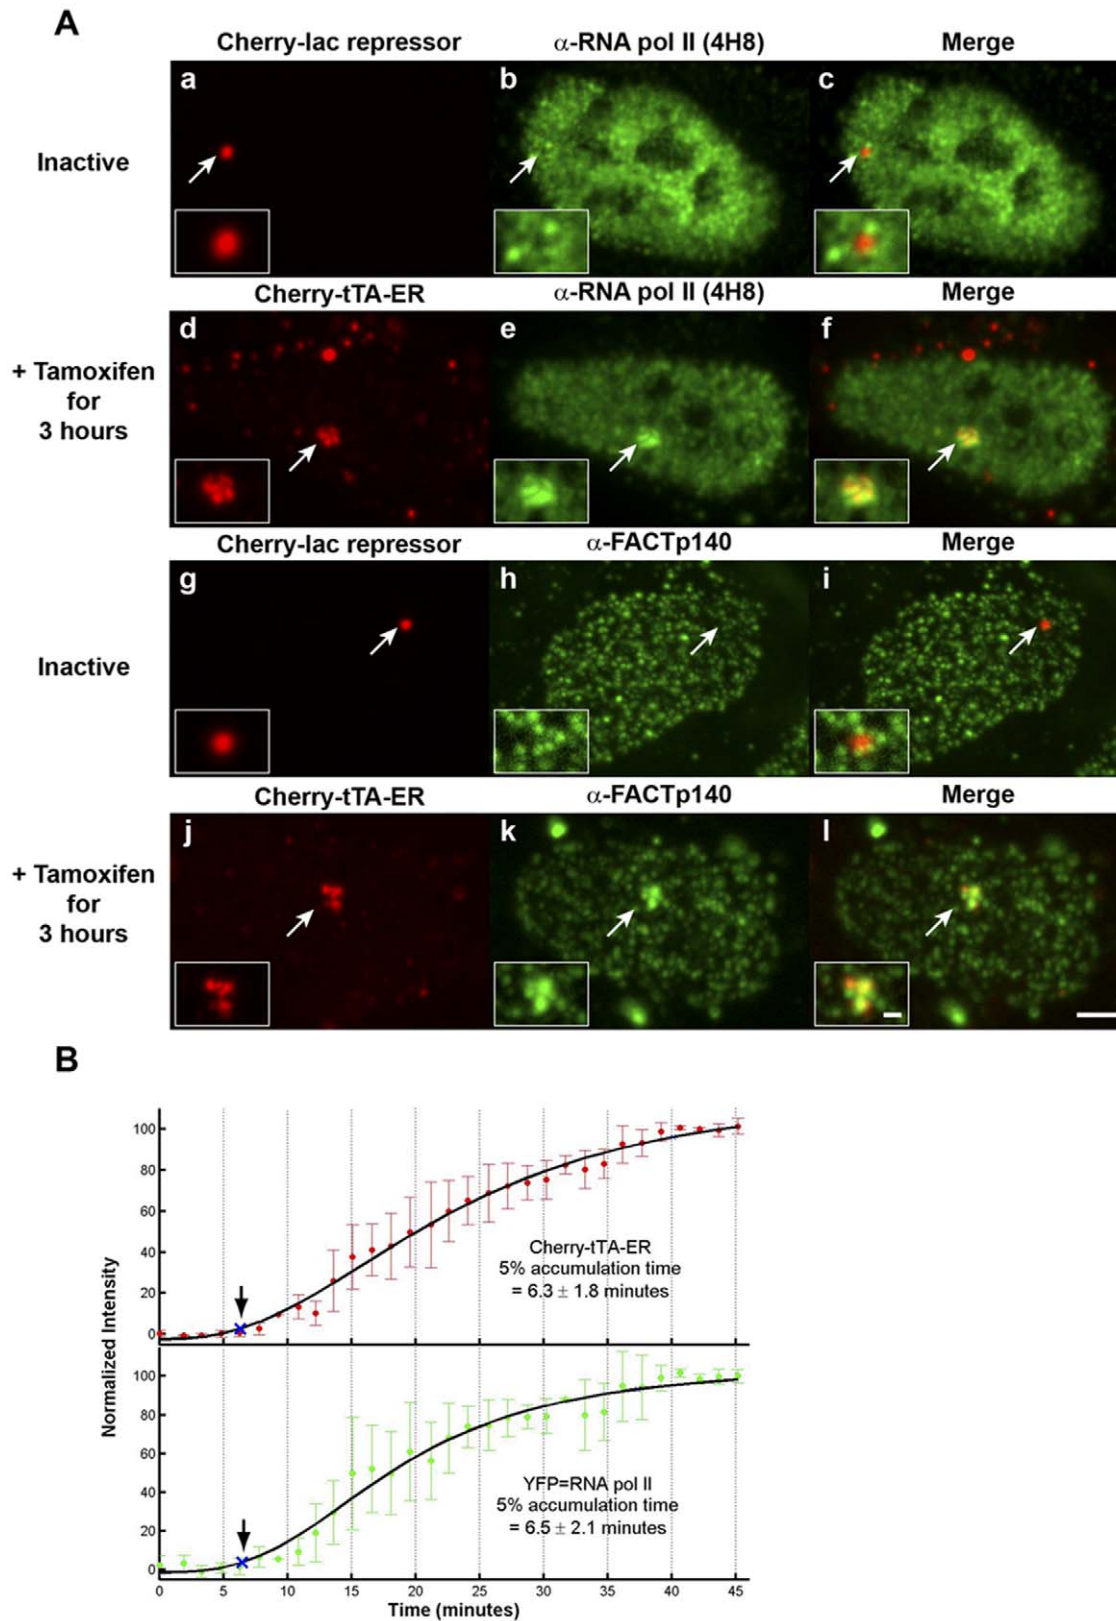 A
Cherry-lac repressor α-RNA pol II (4H8) Merge
a b c
Inactive
Cherry-tTA-ER α-RNA pol II (4H8) Merge
d e f
+ Tamoxifen
for
3 hours
Cherry-lac repressor α-FACTp140 Merge
g h i
Inactive
Cherry-tTA-ER α-FACTp140 Merge
j k l
+ Tamoxifen
for
3 hours
B
Normalized Intensity
100
80
60
40
20
0
Cherry-tTA-ER
5% accumulation time
= 6.3 ± 1.8 minutes
100
80
60
40
20
0
YFP=RNA pol II
5% accumulation time
= 6.5 ± 2.1 minutes
0 5 10 15 20 25 30 35 40 45
Time (minutes)